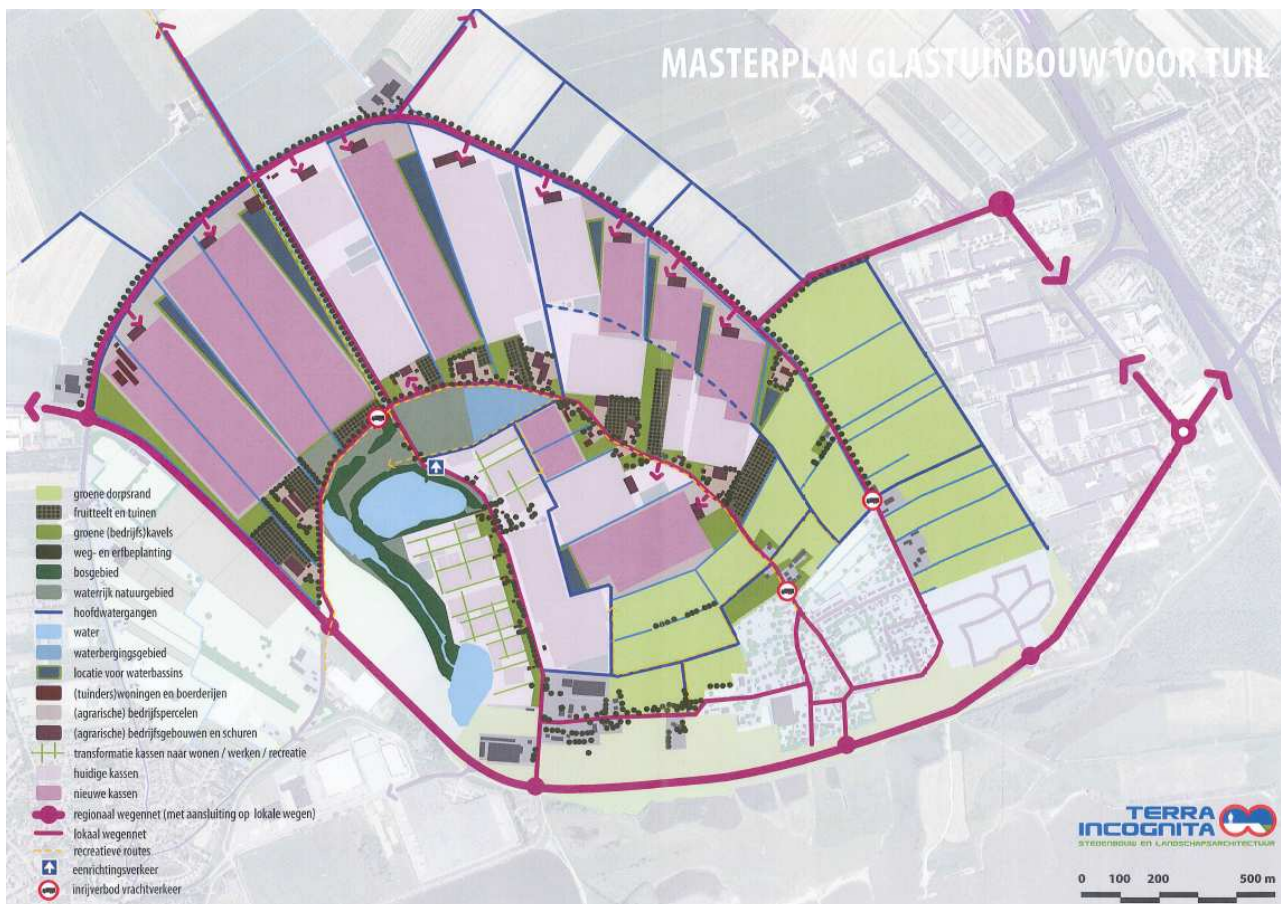 MASTERPLAN GLASTUINBOUW VOOR TUIL
groene dorpsrand
fruitteelt en tuinen
groene (bedrijfs)kavels
weg- en erfbeplanting
bosgebied
waterrijk natuurgebied
hoofdwatergangen
water
waterbergingsgebied
locatie voor waterbassins
(tuinders)woningen en boerderijen
(agrarische) bedrijfspercelen
(agrarische) bedrijfsgebouwen en schuren
transformatie kassen naar wonen / werken / recreatie
huidige kassen
nieuwe kassen
regionaal wegennet (met aansluiting op lokale wegen)
lokaal wegennet
recreatieve routes
eenrichtingsverkeer
inrijverbod vrachtverkeer
TERRA
INCOGNITA
STEDENBOUW EN LANDSCHAPSARCHITECTUUR
0 100 200 500 m